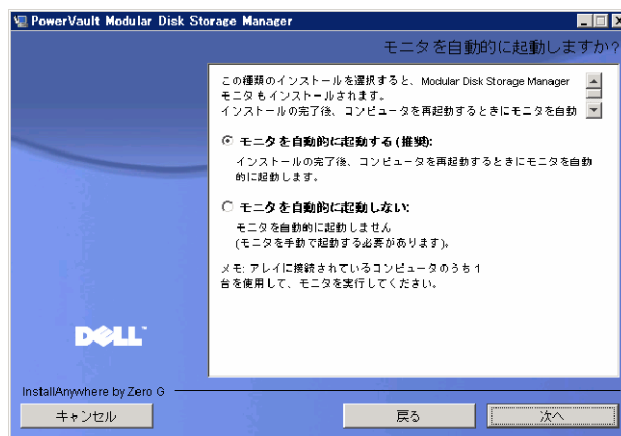 PowerVault Modular Disk Storage Manager
モニタを自動的に起動しますか?
この種類のインストールを選択すると、Modular Disk Storage Manager
モニタもインストールされます。
インストールの完了後、コンピュータを再起動するときにモニタを自動
モニタを自動的に起動する(推奨):
インストールの完了後、コンピュータを再起動するときにモニタを自動
的に起動します。
モニタを自動的に起動しない:
モニタを自動的に起動しません
(モニタを手動で起動する必要があります)。
メモ: アレイに接続されているコンピュータのうち 1
台を使用して、モニタを実行してください。
DELL™
InstallAnywhere by Zero G
キャンセル
戻る
次へ